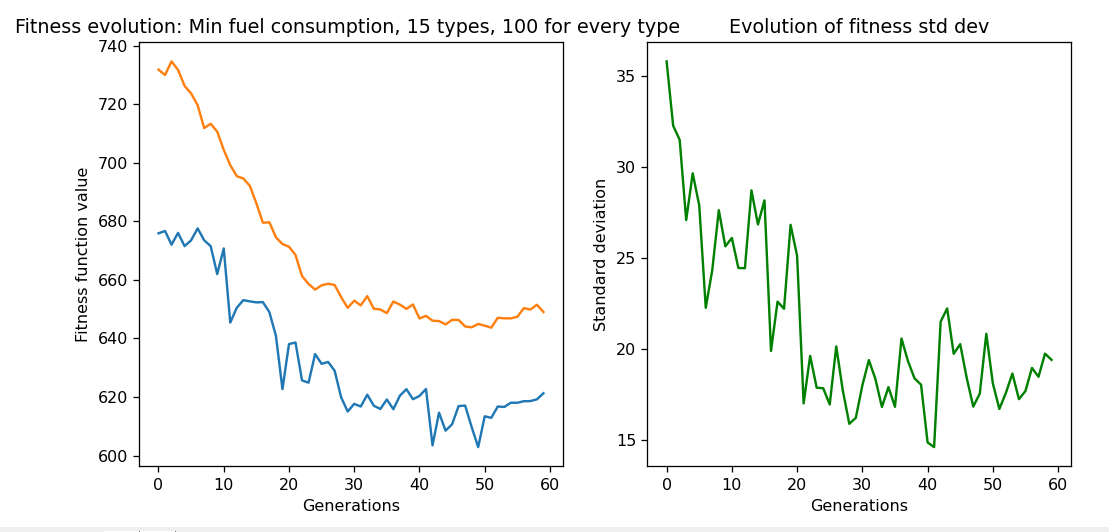 Fitness evolution: Min fuel consumption, 15 types, 100 for every type
Fitness function value
740
720
700
680
660
640
620
600
0 10 20 30 40 50 60
Generations
Evolution of fitness std dev
Standard deviation
35
30
25
20
15
0 10 20 30 40 50 60
Generations